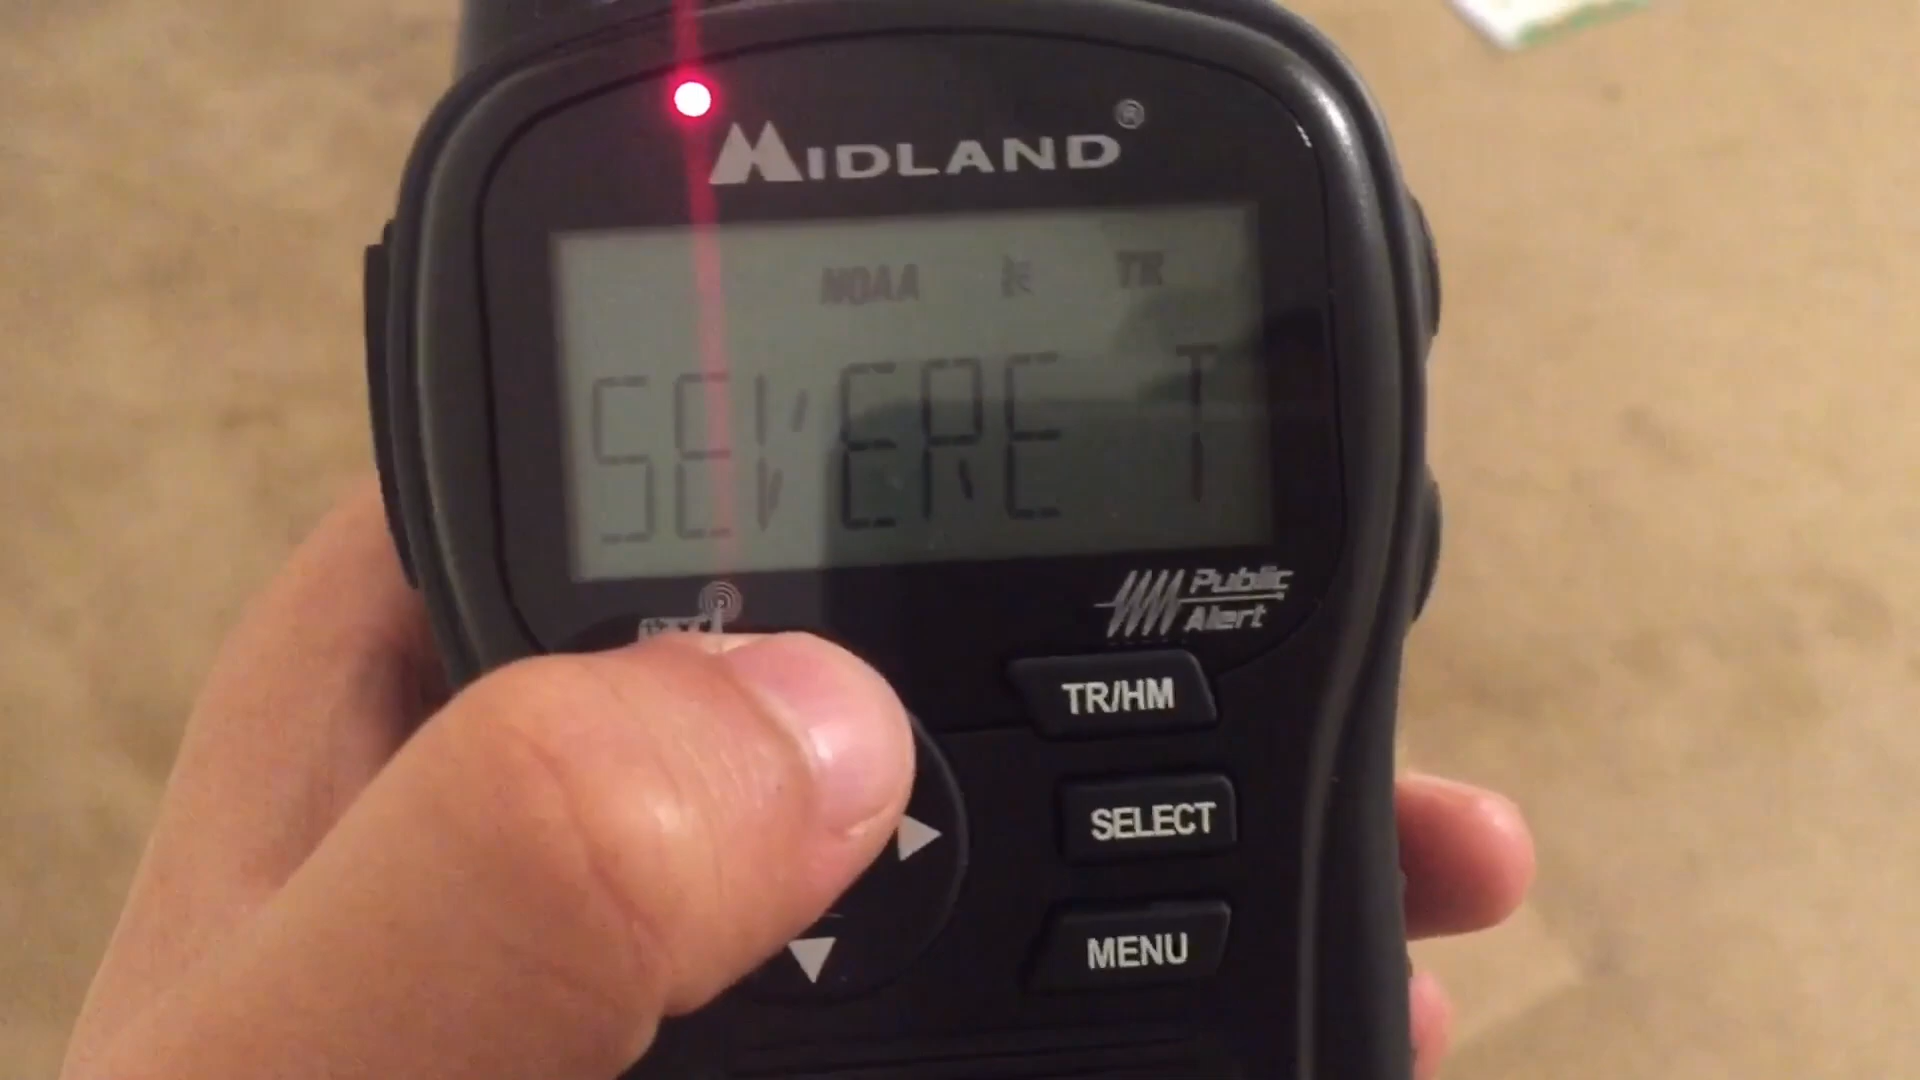 MIDLAND®
NOAA TR
SEVERE T
Public
Alert
TR/HM
SELECT
MENU